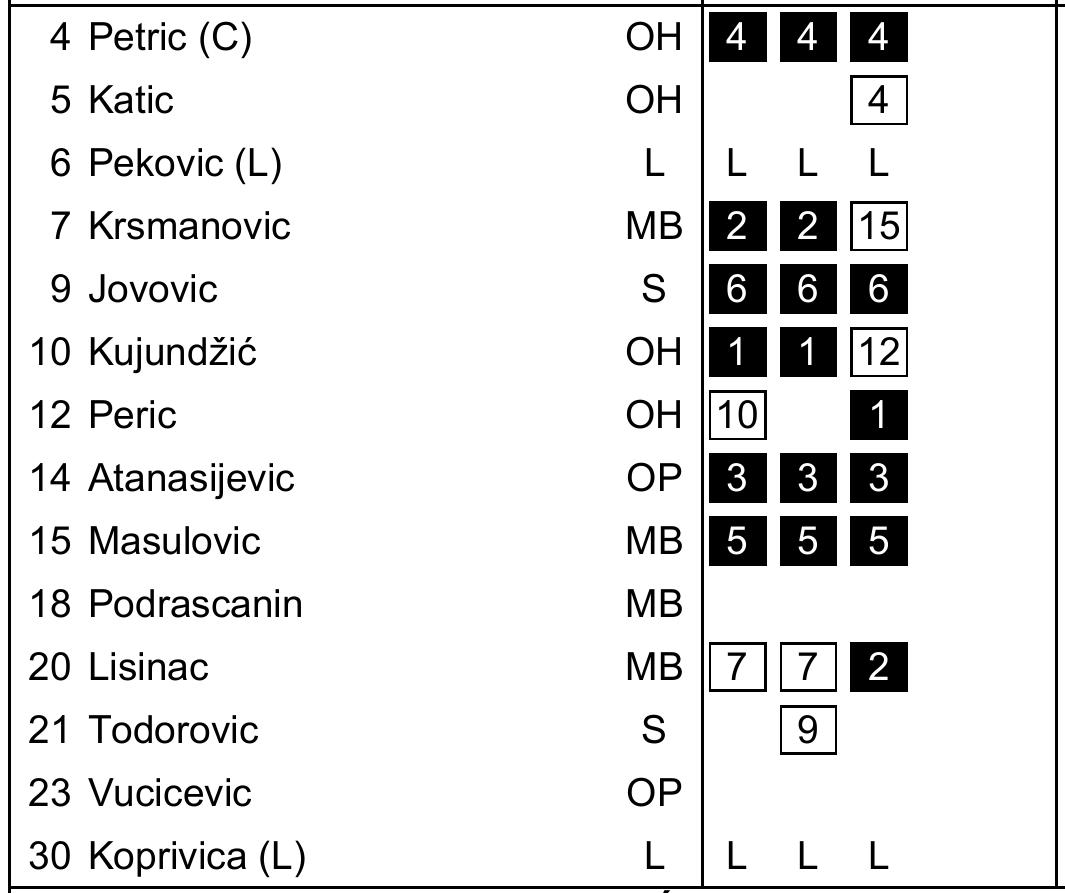 4 Petric (C) OH 4 4 4
5 Katic OH 4
6 Pekovic (L) L L L L
7 Krsmanovic MB 2 2 15
9 Jovovic S 6 6 6
10 Kujundžić OH 1 1 12
12 Peric OH 10 1
14 Atanasijevic OP 3 3 3
15 Masulovic MB 5 5 5
18 Podrascanin MB
20 Lisinac MB 7 7 2
21 Todorovic S 9
23 Vucicevic OP
30 Koprivica (L) L L L L